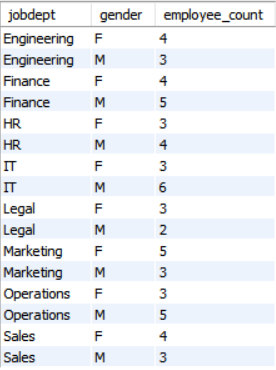 jobdept gender employee_count
Engineering F 4
Engineering M 3
Finance F 4
Finance M 5
HR F 3
HR M 4
IT F 3
IT M 6
Legal F 3
Legal M 2
Marketing F 5
Marketing M 3
Operations F 3
Operations M 5
Sales F 4
Sales M 3